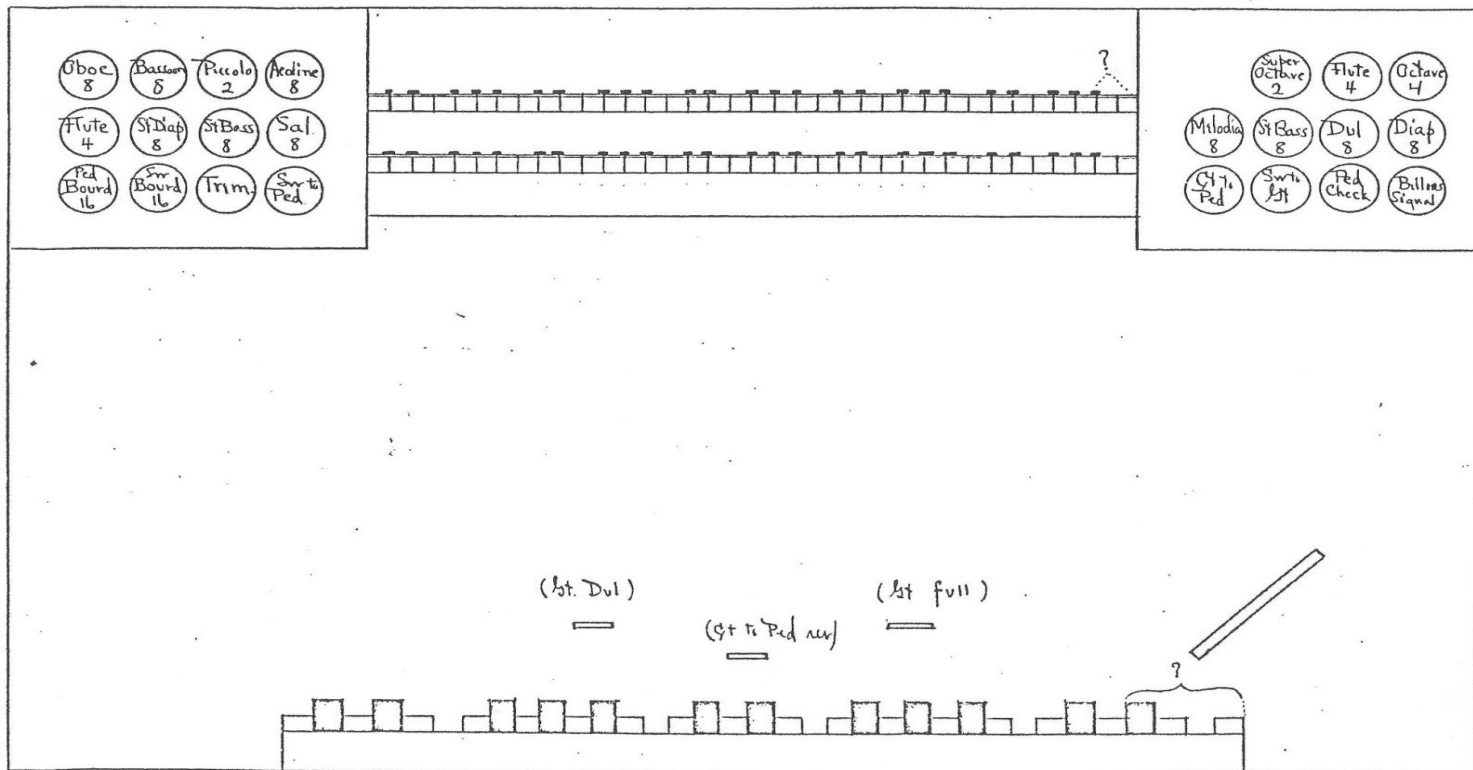 Oboe 8
Bassoon 8
Piccolo 2
Aeoline 8
Flute 4
St Diap 8
St Bass 8
Sal. 8
Ped Bourd 16
Sw Bourd 16
Trem.
Sw to Ped.
?
Super Octave 2
Flute 4
Octave 4
Melodia 8
St Bass 8
Dul 8
Diap 8
Gt to Ped
Sw to Gt
Ped Check
Bellows Signal
(Gt. Dul)
(Gt full)
(Gt to Ped rev)
?